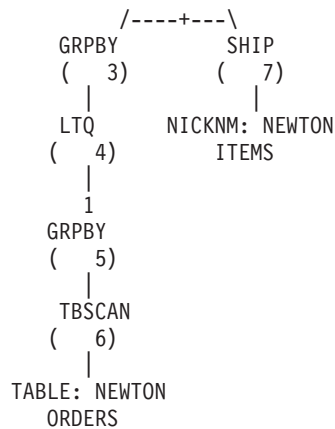 /----+---\
GRPBY SHIP
( 3) ( 7)
| |
LTQ NICKNM: NEWTON
( 4) ITEMS
|
1
GRPBY
( 5)
|
TBSCAN
( 6)
|
TABLE: NEWTON
ORDERS